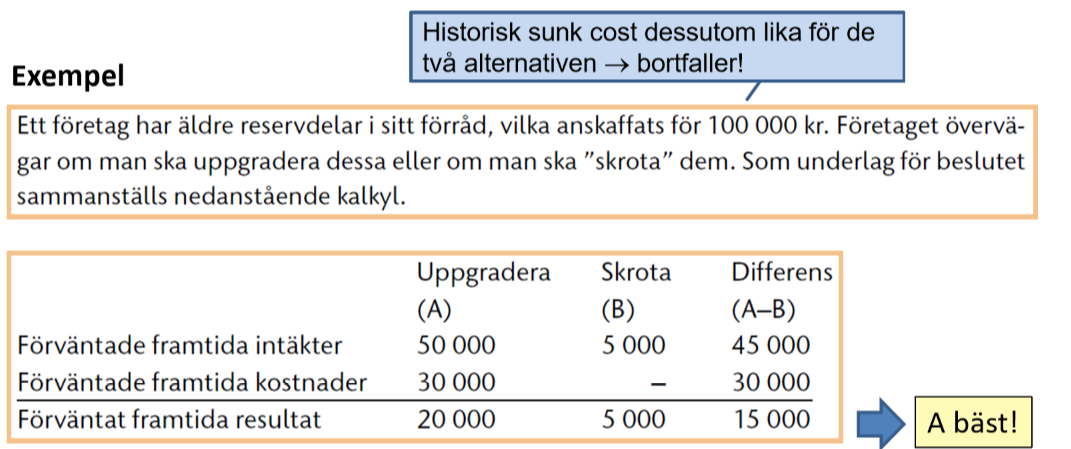 Historisk sunk cost dessutom lika för de
två alternativen → bortfaller!
Exempel
Ett företag har äldre reservdelar i sitt förråd, vilka anskaffats för 100 000 kr. Företaget övervä-
gar om man ska uppgradera dessa eller om man ska ”skrota” dem. Som underlag för beslutet
sammanställs nedanstående kalkyl.
Uppgradera Skrota Differens
(A) (B) (A–B)
Förväntade framtida intäkter 50 000 5 000 45 000
Förväntade framtida kostnader 30 000 – 30 000
Förväntat framtida resultat 20 000 5 000 15 000
A bäst!